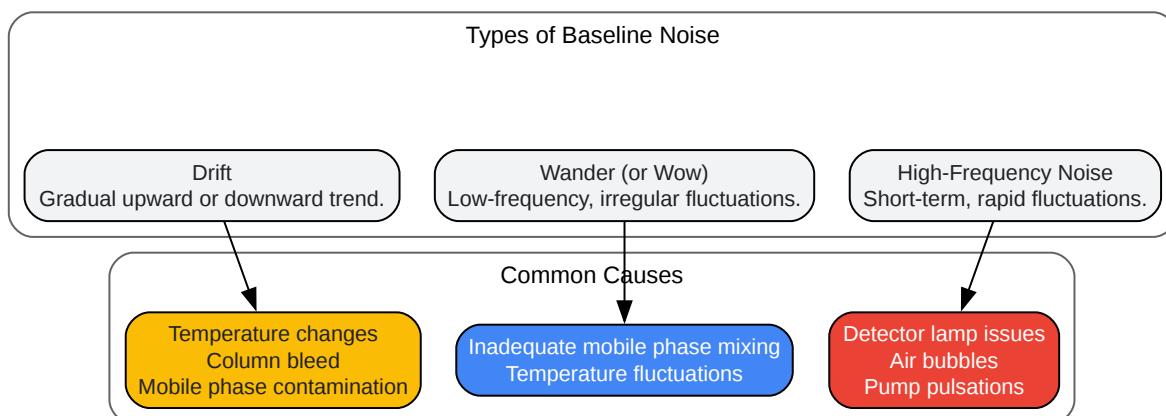 Types of Baseline Noise
Drift
Gradual upward or downward trend.
Wander (or Wow)
Low-frequency, irregular fluctuations.
High-Frequency Noise
Short-term, rapid fluctuations.
Common Causes
Temperature changes
Column bleed
Mobile phase contamination
Inadequate mobile phase mixing
Temperature fluctuations
Detector lamp issues
Air bubbles
Pump pulsations